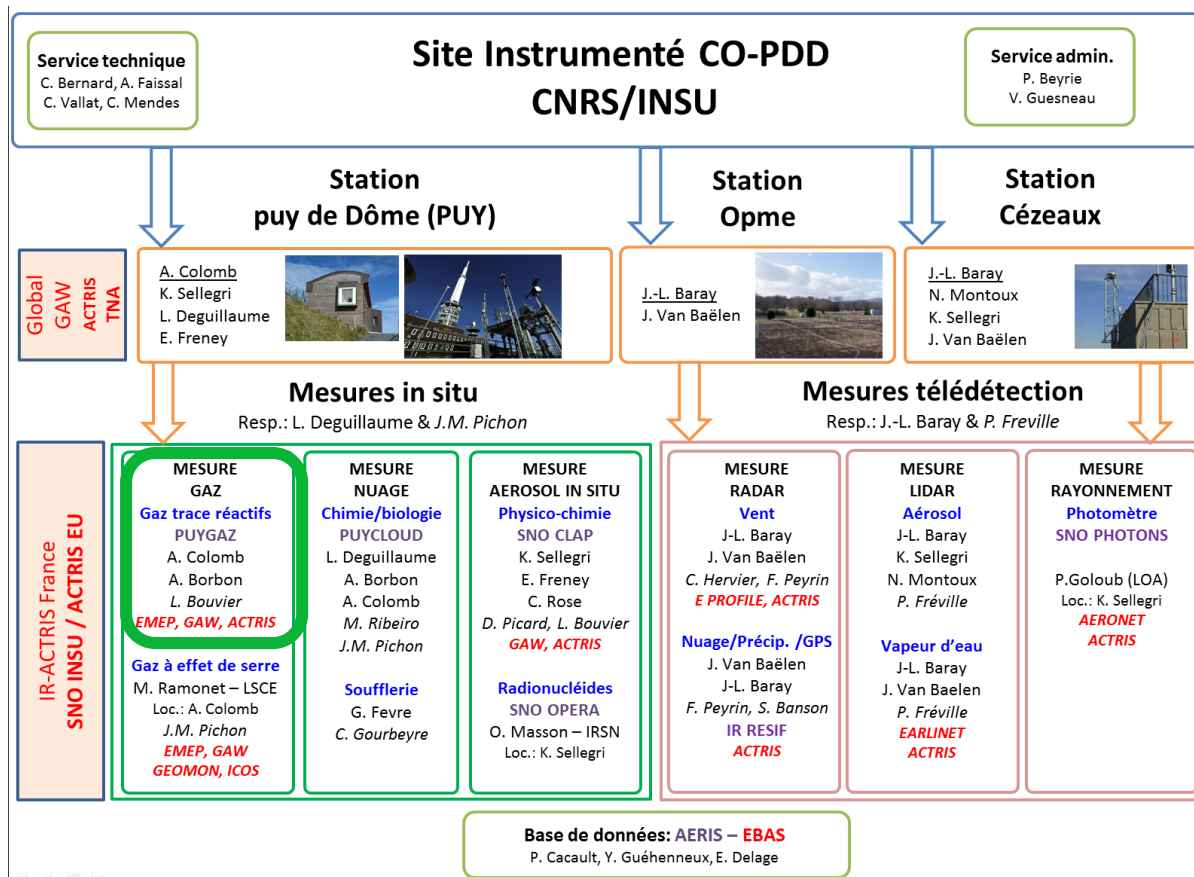 Service technique
C. Bernard, A. Faissal
C. Vallat, C. Mendes
Site Instrumenté CO-PDD
CNRS/INSU
Service admin.
P. Beyrie
V. Guesneau
Station
puy de Dôme (PUY)
Station
Opme
Station
Cézeaux
Global
GAW
ACTRIS
TNA
A. Colomb
K. Sellegri
L. Deguillaume
E. Freney
J.-L. Baray
J. Van Baëlen
J.-L. Baray
N. Montoux
K. Sellegri
J. Van Baëlen
Mesures in situ
Resp.: L. Deguillaume & J.M. Pichon
Mesures télédétection
Resp.: J.-L. Baray & P. Freville
IR-ACTRIS France
SNO INSU / ACTRIS EU
MESURE
GAZ
Gaz trace réactifs
PUYGAZ
A. Colomb
A. Borbon
L. Bouvier
EMEP, GAW, ACTRIS
Gaz à effet de serre
M. Ramonet – LSCE
Loc.: A. Colomb
J.M. Pichon
EMEP, GAW
GEOMON, ICOS
MESURE
NUAGE
Chimie/biologie
PUYCLOUD
L. Deguillaume
A. Borbon
A. Colomb
M. Ribeiro
J.M. Pichon
Soufflerie
G. Fevre
C. Gourbeyre
MESURE
AEROSOL IN SITU
Physico-chimie
SNO CLAP
K. Sellegri
E. Freney
C. Rose
D. Picard, L. Bouvier
GAW, ACTRIS
Radionucléides
SNO OPERA
O. Masson – IRSN
Loc.: K. Sellegri
MESURE
RADAR
Vent
J-L. Baray
J. Van Baëlen
C. Hervier, F. Peyrin
E PROFILE, ACTRIS
Nuage/Précip. /GPS
J. Van Baëlen
J-L. Baray
F. Peyrin, S. Banson
IR RESIF
ACTRIS
MESURE
LIDAR
Aérosol
J-L. Baray
K. Sellegri
N. Montoux
P. Fréville
Vapeur d’eau
J-L. Baray
J. Van Baelen
P. Fréville
EARLINET
ACTRIS
MESURE
RAYONNEMENT
Photomètre
SNO PHOTONS
P.Goloub (LOA)
Loc.: K. Sellegri
AERONET
ACTRIS
Base de données: AERIS – EBAS
P. Cacault, Y. Guéhenneux, E. Delage